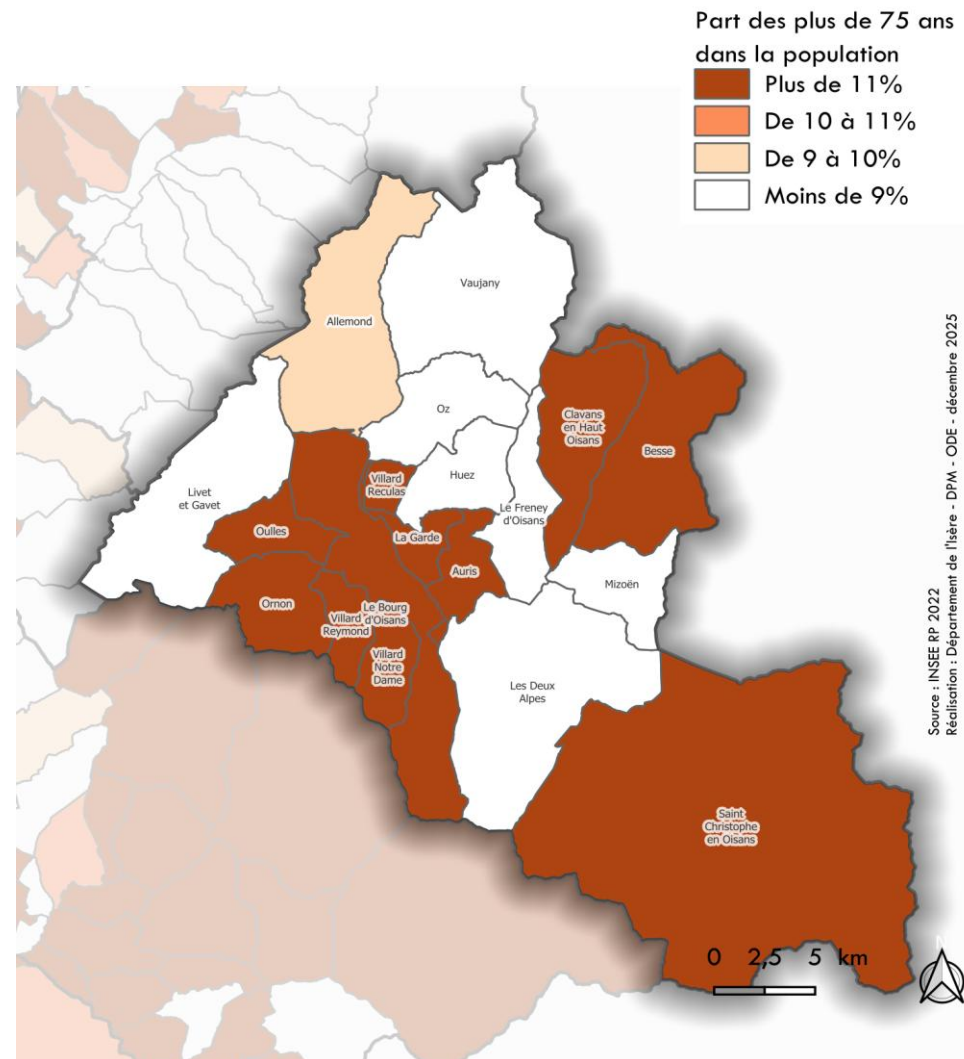 Part des plus de 75 ans
dans la population
Plus de 11%
De 10 à 11%
De 9 à 10%
Moins de 9%
Vaujany
Allemond
Oz
Clavans
en Haut
Oisans
Besse
Huez
Villard
Reculas
Livet
et Gavet
Le Freney
d'Oisans
Oulles
La Garde
Auris
Mizoën
Ornon
Le Bourg
d'Oisans
Villard
Reymond
Villard
Notre
Dame
Les Deux
Alpes
Saint
Christophe
en Oisans
0 2,5 5 km
N
Source : INSEE RP 2022
Réalisation : Département de l'Isère - DPM - ODE - décembre 2025